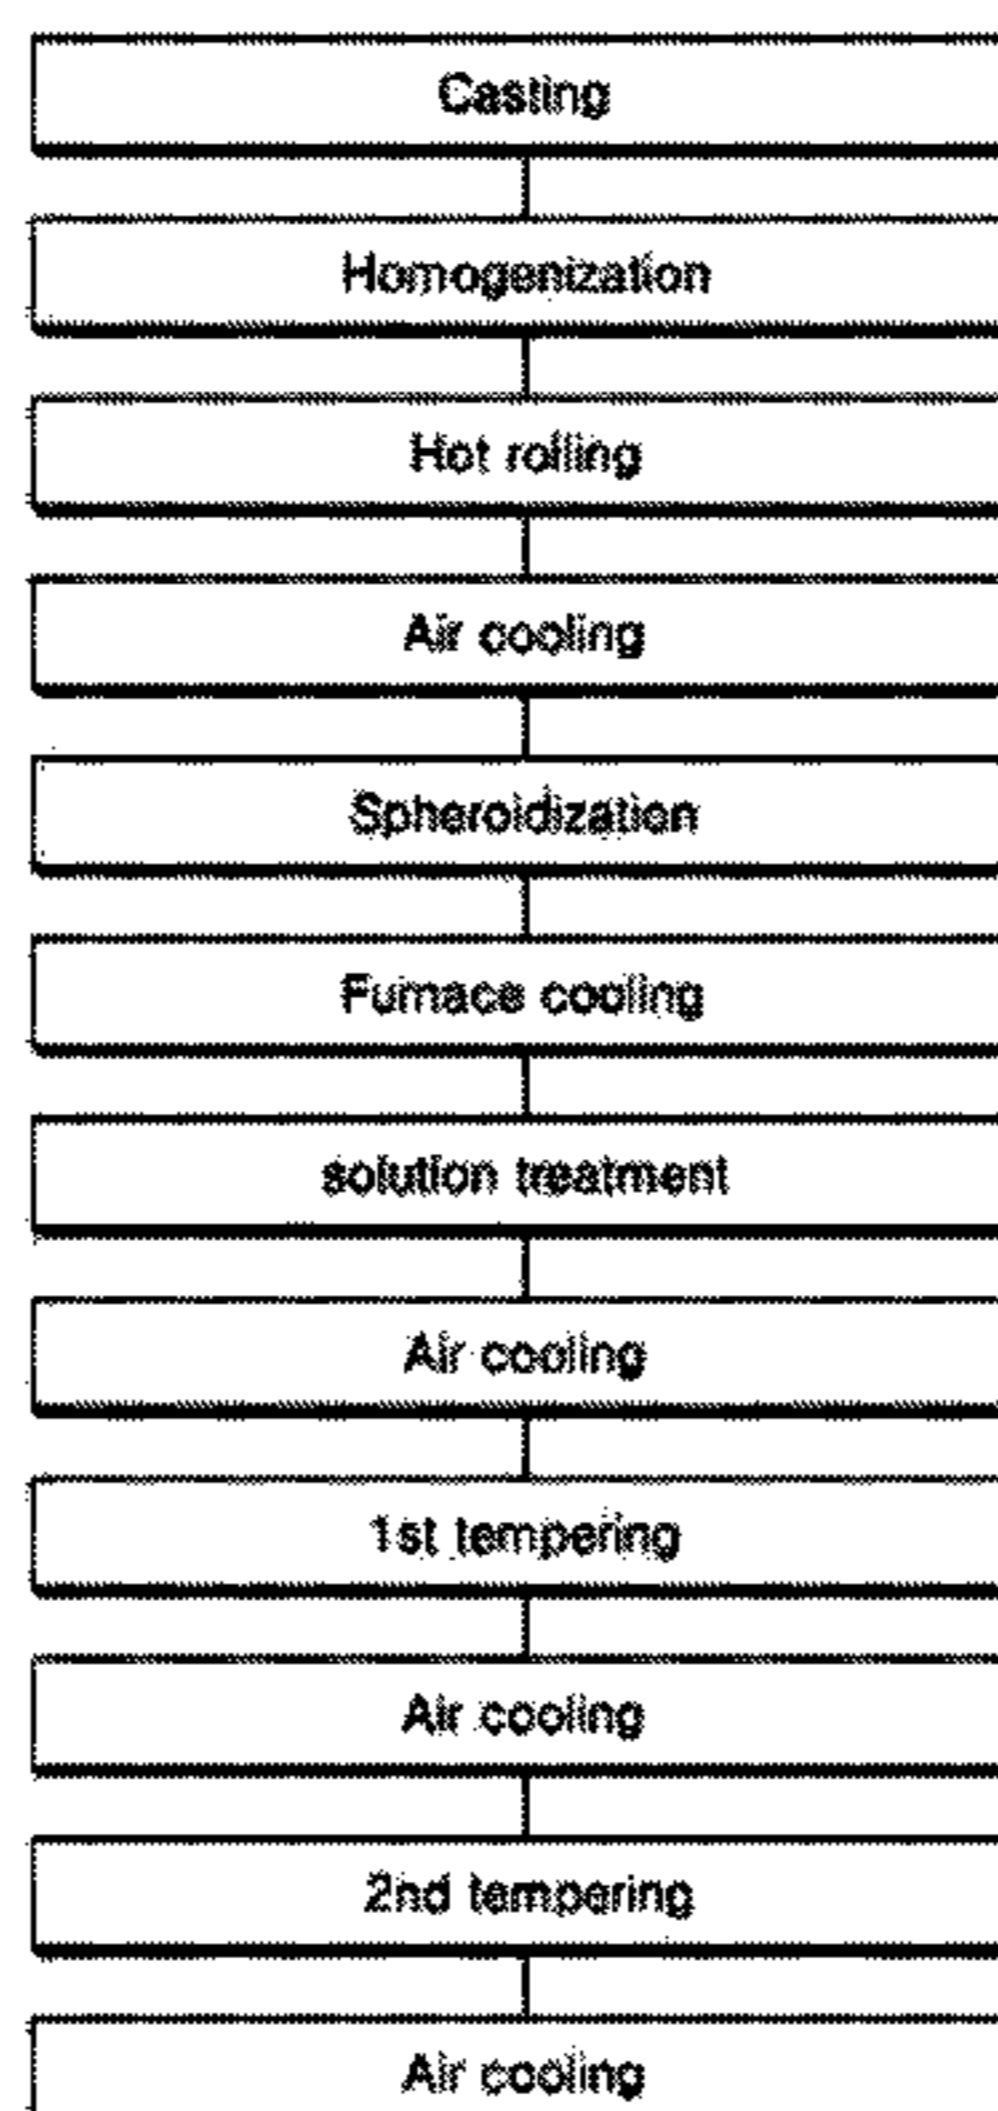 Casting
Homogenization
Hot rolling
Air cooling
Spheroidization
Furnace cooling
solution treatment
Air cooling
1st tempering
Air cooling
2nd tempering
Air cooling